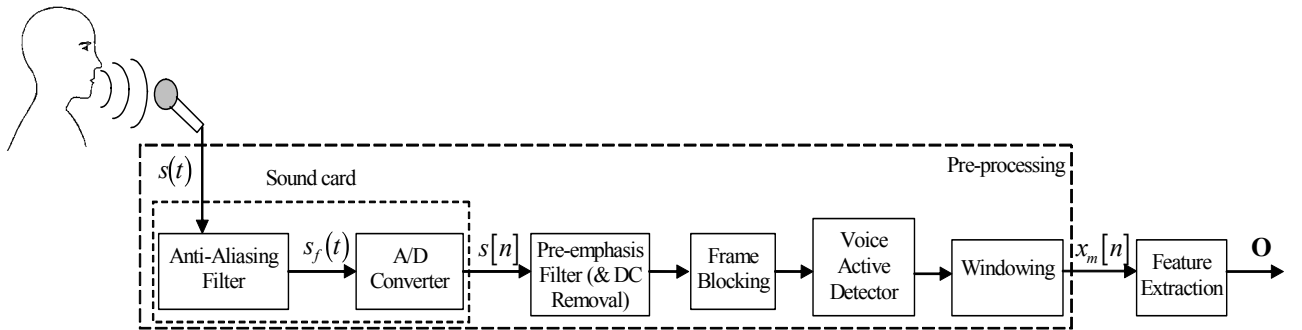 s(t)
Sound card
Pre-processing
Anti-Aliasing
Filter
s_f(t)
A/D
Converter
s[n]
Pre-emphasis
Filter (& DC
Removal)
Frame
Blocking
Voice
Active
Detector
Windowing
x_m[n]
Feature
Extraction
O